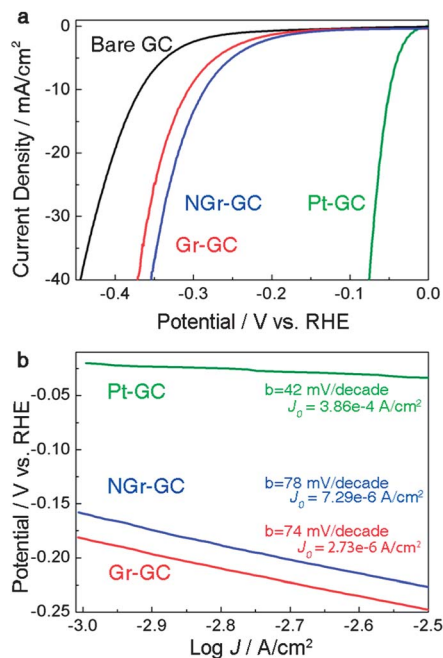 a
0
-10
-20
-30
-40
Current Density / mA/cm²
Bare GC
NGr-GC
Gr-GC
Pt-GC
-0.4 -0.3 -0.2 -0.1 0.0
Potential / V vs. RHE
b
-0.05
-0.10
-0.15
-0.20
-0.25
Potential / V vs. RHE
Pt-GC
b=42 mV/decade
J₀ = 3.86e-4 A/cm²
NGr-GC
b=78 mV/decade
J₀ = 7.29e-6 A/cm²
b=74 mV/decade
J₀ = 2.73e-6 A/cm²
Gr-GC
-3.0 -2.9 -2.8 -2.7 -2.6 -2.5
Log J / A/cm²